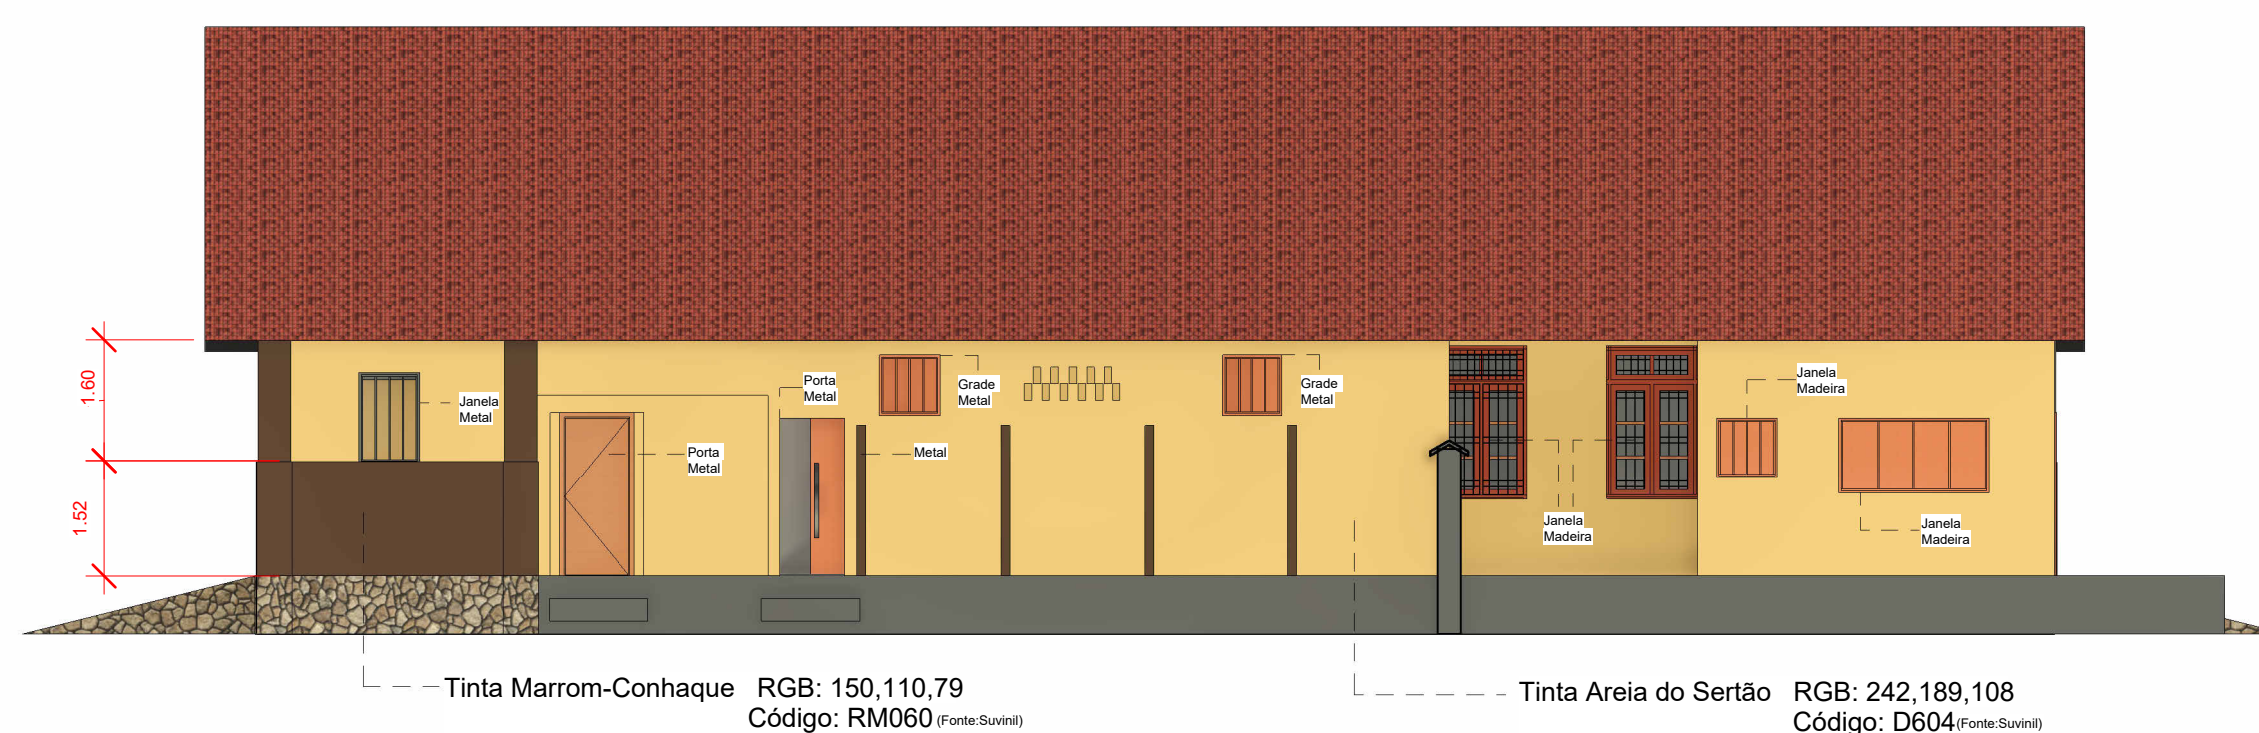 1.60
1.52
Janela
Metal
Porta
Metal
Porta
Metal
Grade
Metal
Metal
Grade
Metal
Janela
Madeira
Janela
Madeira
Janela
Madeira
Tinta Marrom-Conhaque RGB: 150,110,79
Código: RM060 (Fonte:Suvinil)
Tinta Areia do Sertão RGB: 242,189,108
Código: D604 (Fonte:Suvinil)